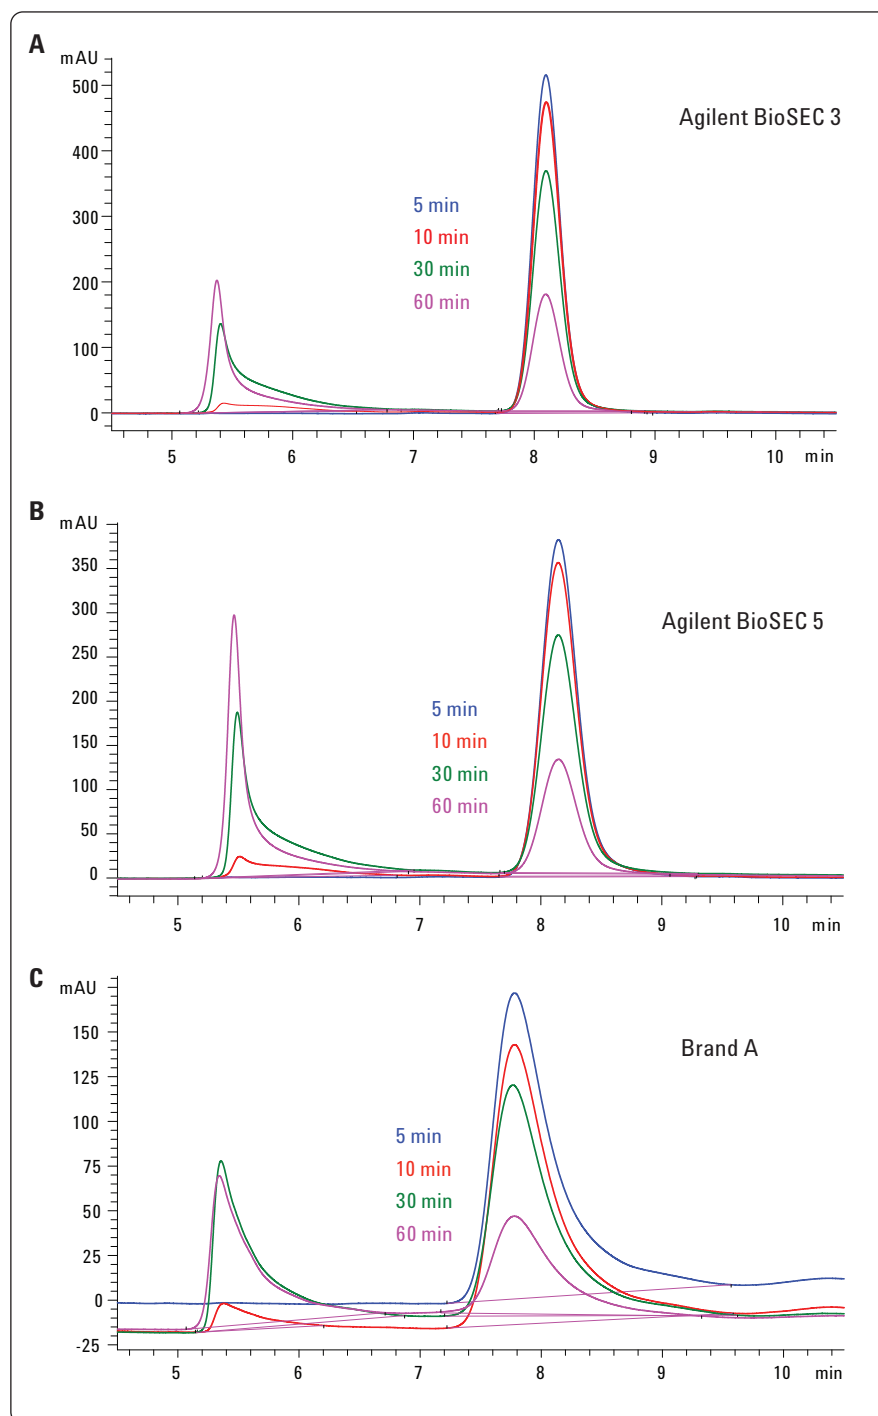 A
mAU
500
400
300
200
100
0
Agilent BioSEC 3
5 min
10 min
30 min
60 min
5 6 7 8 9 10 min
B
mAU
350
300
250
200
150
100
50
0
Agilent BioSEC 5
5 min
10 min
30 min
60 min
5 6 7 8 9 10 min
C
mAU
150
125
100
75
50
25
0
-25
Brand A
5 min
10 min
30 min
60 min
5 6 7 8 9 10 min